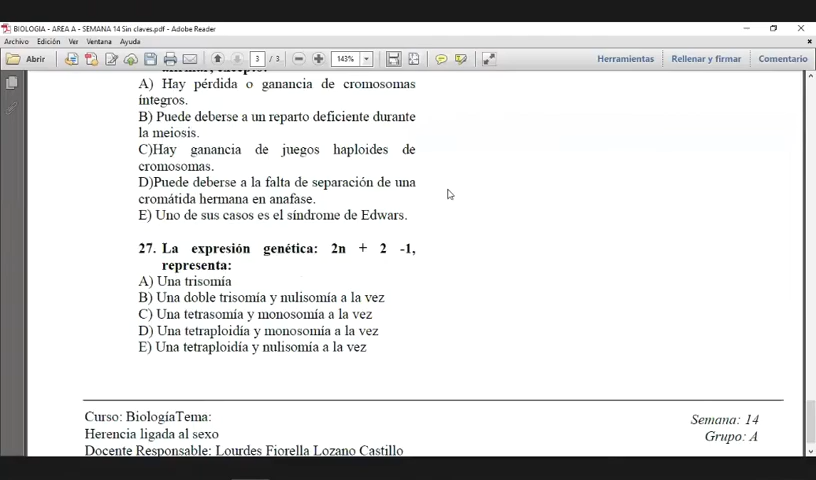 BIOLOGIA - AREA A - SEMANA 14 Sin claves.pdf - Adobe Reader
Archivo Edición Ver Ventana Ayuda
Abrir 3 / 3 143% Herramientas Rellenar y firmar Comentario
afirmar, excepto:
A) Hay pérdida o ganancia de cromosomas
íntegros.
B) Puede deberse a un reparto deficiente durante
la meiosis.
C)Hay ganancia de juegos haploides de
cromosomas.
D)Puede deberse a la falta de separación de una
cromátida hermana en anafase.
E) Uno de sus casos es el síndrome de Edwars.
27. La expresión genética: 2n + 2 -1,
representa:
A) Una trisomía
B) Una doble trisomía y nulisomía a la vez
C) Una tetrasomía y monosomía a la vez
D) Una tetraploidía y monosomía a la vez
E) Una tetraploidía y nulisomía a la vez
Curso: BiologíaTema:
Herencia ligada al sexo
Docente Responsable: Lourdes Fiorella Lozano Castillo
Semana: 14
Grupo: A